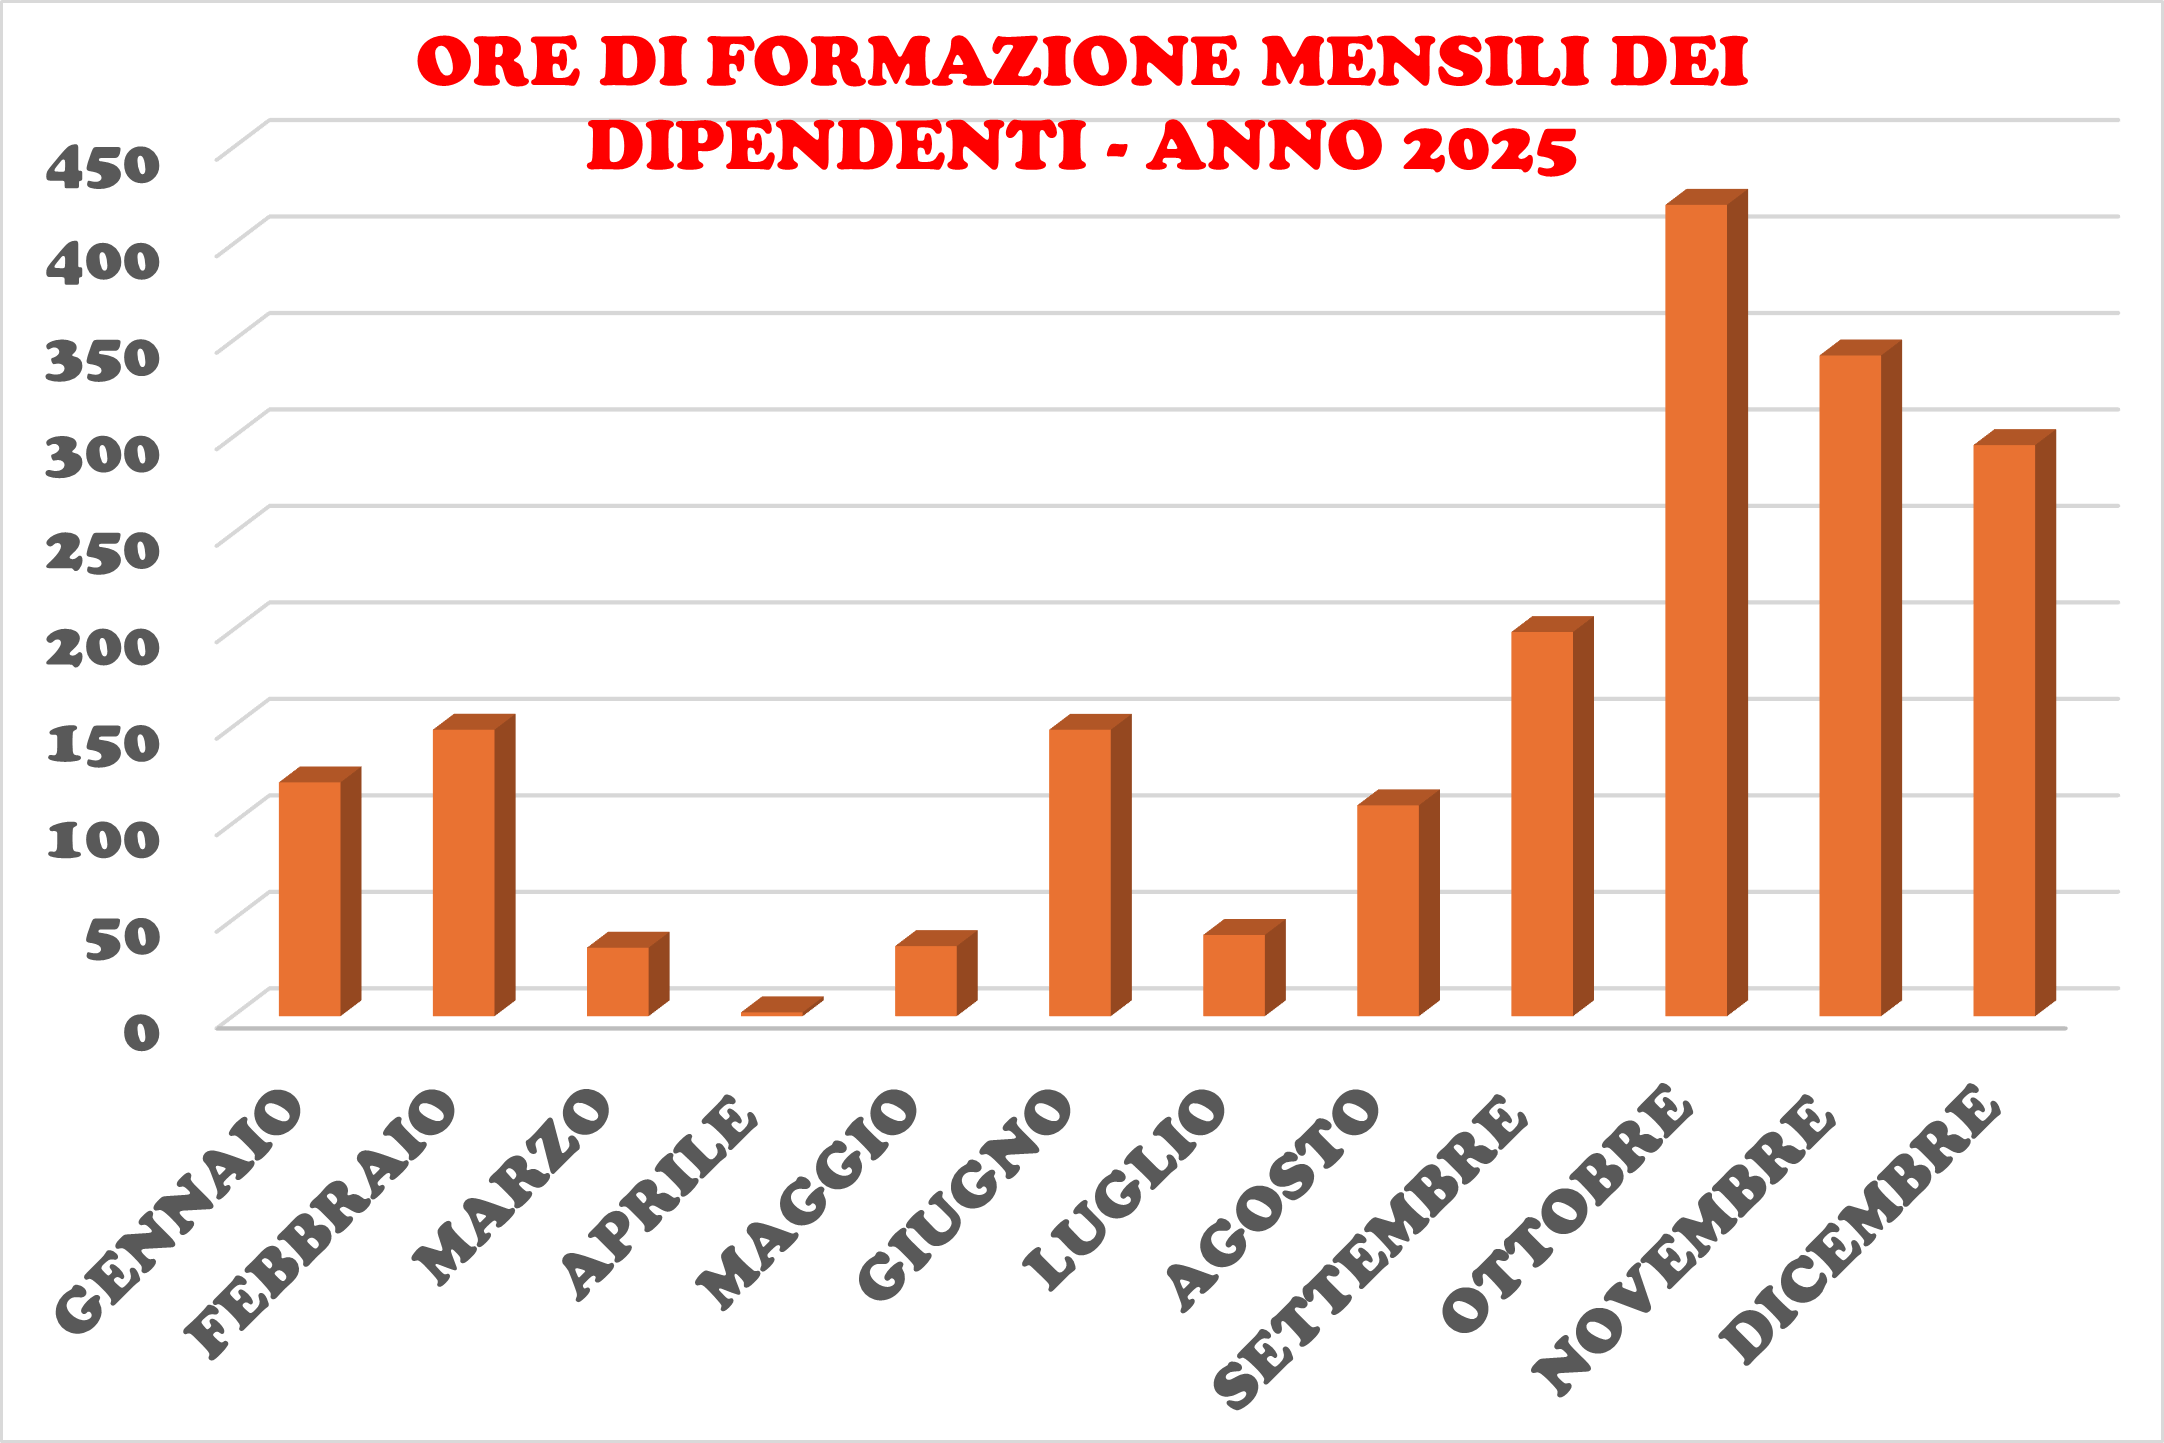 ORE DI FORMAZIONE MENSILI DEI
DIPENDENTI - ANNO 2025
450
400
350
300
250
200
150
100
50
0
GENNAIO
FEBBRAIO
MARZO
APRILE
MAGGIO
GIUGNO
LUGLIO
AGOSTO
SETTEMBRE
OTTOBRE
NOVEMBRE
DICEMBRE